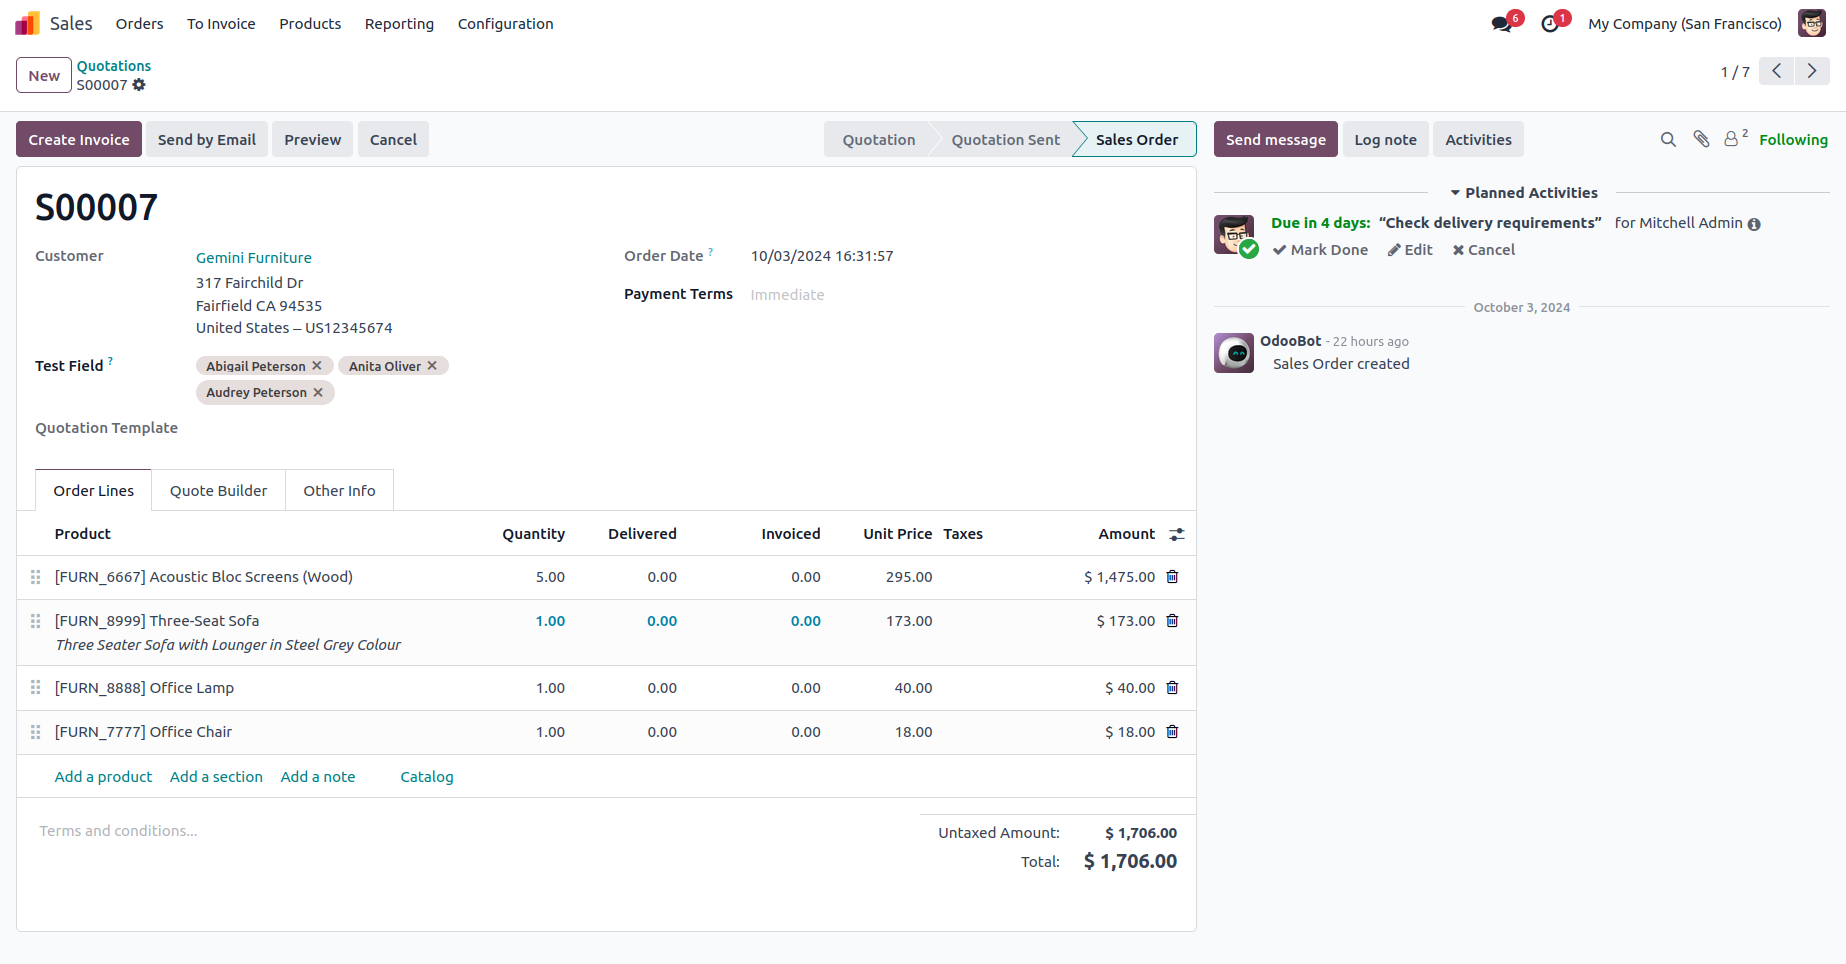 Sales Orders To Invoice Products Reporting Configuration 6 1 My Company (San Francisco)
New Quotations
S00007
1 / 7
Create Invoice Send by Email Preview Cancel Quotation Quotation Sent Sales Order
Send message Log note Activities 2 Following
S00007
Customer Gemini Furniture
317 Fairchild Dr
Fairfield CA 94535
United States – US12345674
Order Date ? 10/03/2024 16:31:57
Payment Terms Immediate
Test Field ? Abigail Peterson Anita Oliver
Audrey Peterson
Quotation Template
Order Lines Quote Builder Other Info
Product Quantity Delivered Invoiced Unit Price Taxes Amount
[FURN_6667] Acoustic Bloc Screens (Wood) 5.00 0.00 0.00 295.00 $ 1,475.00
[FURN_8999] Three-Seat Sofa 1.00 0.00 0.00 173.00 $ 173.00
Three Seater Sofa with Lounger in Steel Grey Colour
[FURN_8888] Office Lamp 1.00 0.00 0.00 40.00 $ 40.00
[FURN_7777] Office Chair 1.00 0.00 0.00 18.00 $ 18.00
Add a product Add a section Add a note Catalog
Terms and conditions...
Untaxed Amount: $ 1,706.00
Total: $ 1,706.00
Planned Activities
Due in 4 days: “Check delivery requirements” for Mitchell Admin
Mark Done Edit Cancel
October 3, 2024
OdooBot - 22 hours ago
Sales Order created